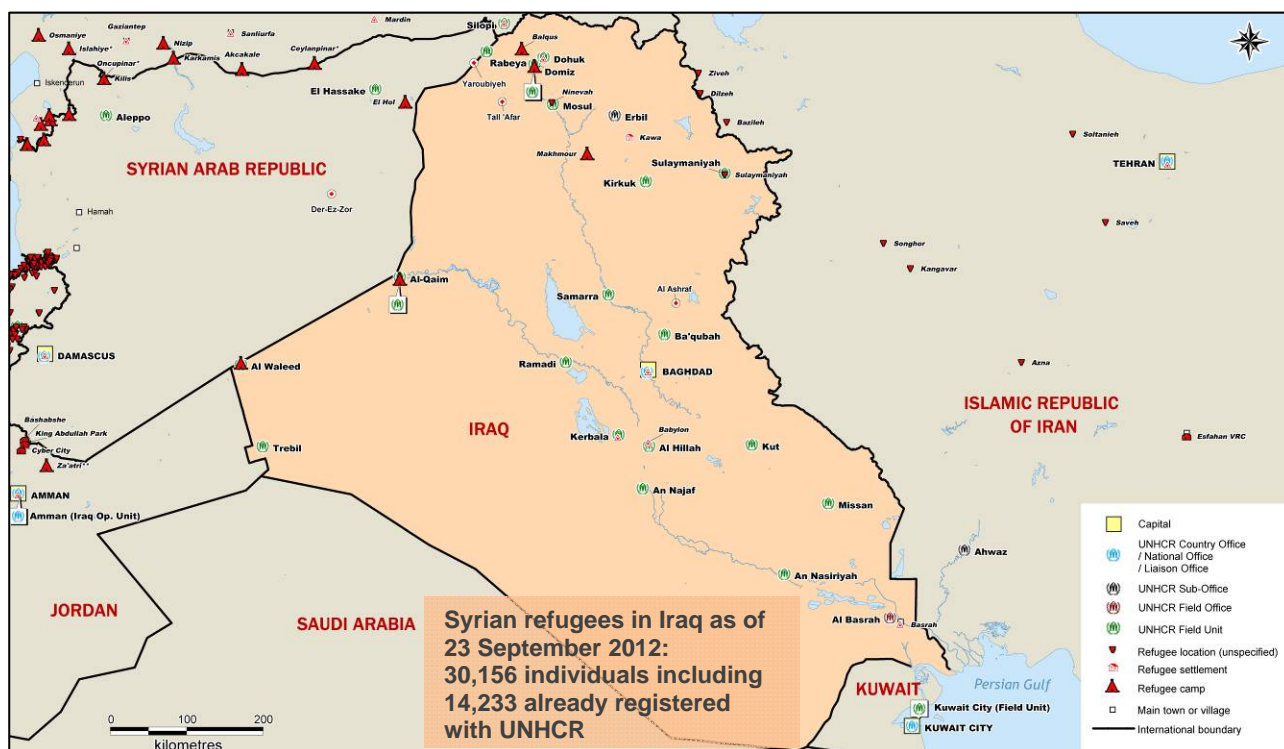 Osmaniye
Gaziantep
Mardin
Silopi
Islahiye*
Nizip
Sanliurfa
Balqus
Oncupinar*
Karkamis
Akcakale
Ceylanpinar*
Kilis
Rabeya
Dohuk
Domiz
Iskenderun
Yaroubiyeh
El Hassake
El Hol
Ninevah
Mosul
Tall 'Afar
Aleppo
Erbil
Kawa
Ziveh
Dilzeh
Bazileh
Soltanieh
TEHRAN
SYRIAN ARAB REPUBLIC
Makhmour
Sulaymaniyah
Sulaymaniyah
Kirkuk
Der-Ez-Zor
Hamah
Saveh
Songhor
Kangavar
Al-Qaim
Samarra
Al Ashraf
Ba'qubah
DAMASCUS
Al Waleed
Ramadi
BAGHDAD
Azna
ISLAMIC REPUBLIC
OF IRAN
Bashabshe
King Abdullah Park
Cyber City
Za'atri**
IRAQ
Kerbala
Babylon
Al Hillah
Kut
Trebil
Esfahan VRC
AMMAN
Amman (Iraq Op. Unit)
An Najaf
Missan
Ahwaz
An Nasiriyah
JORDAN
SAUDI ARABIA
Al Basrah
Basrah
KUWAIT
Persian Gulf
Kuwait City (Field Unit)
KUWAIT CITY
Syrian refugees in Iraq as of
23 September 2012:
30,156 individuals including
14,233 already registered
with UNHCR
0 100 200
kilometres
Capital
UNHCR Country Office
/ National Office
/ Liaison Office
UNHCR Sub-Office
UNHCR Field Office
UNHCR Field Unit
Refugee location (unspecified)
Refugee settlement
Refugee camp
Main town or village
International boundary